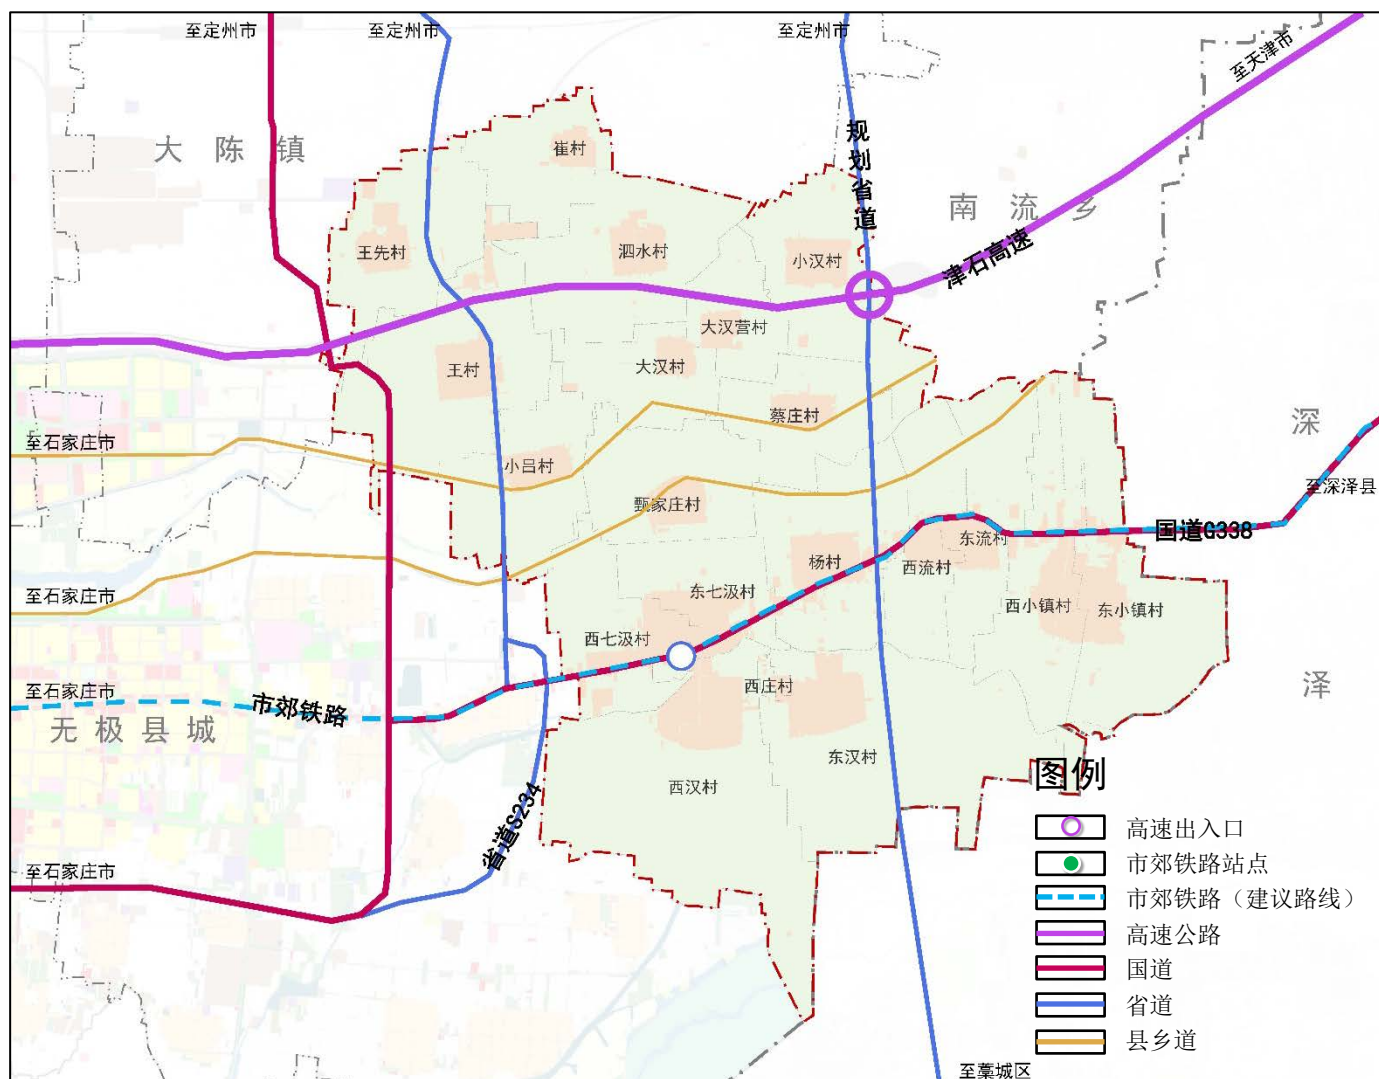 至定州市
至定州市
至定州市
至天津市
大陈镇
崔村
规划省道
南流乡
王先村
泗水村
小汉村
津石高速
大汉营村
王村
大汉村
蔡庄村
深泽
至石家庄市
小吕村
至深泽县
甄家庄村
国道G338
东流村
杨村
西流村
至石家庄市
东七汲村
西小镇村
东小镇村
西七汲村
至石家庄市
市郊铁路
西庄村
无极县城
东汉村
西汉村
省道S234
至石家庄市
图例
高速出入口
市郊铁路站点
市郊铁路（建议路线）
高速公路
国道
省道
县乡道
至藁城区